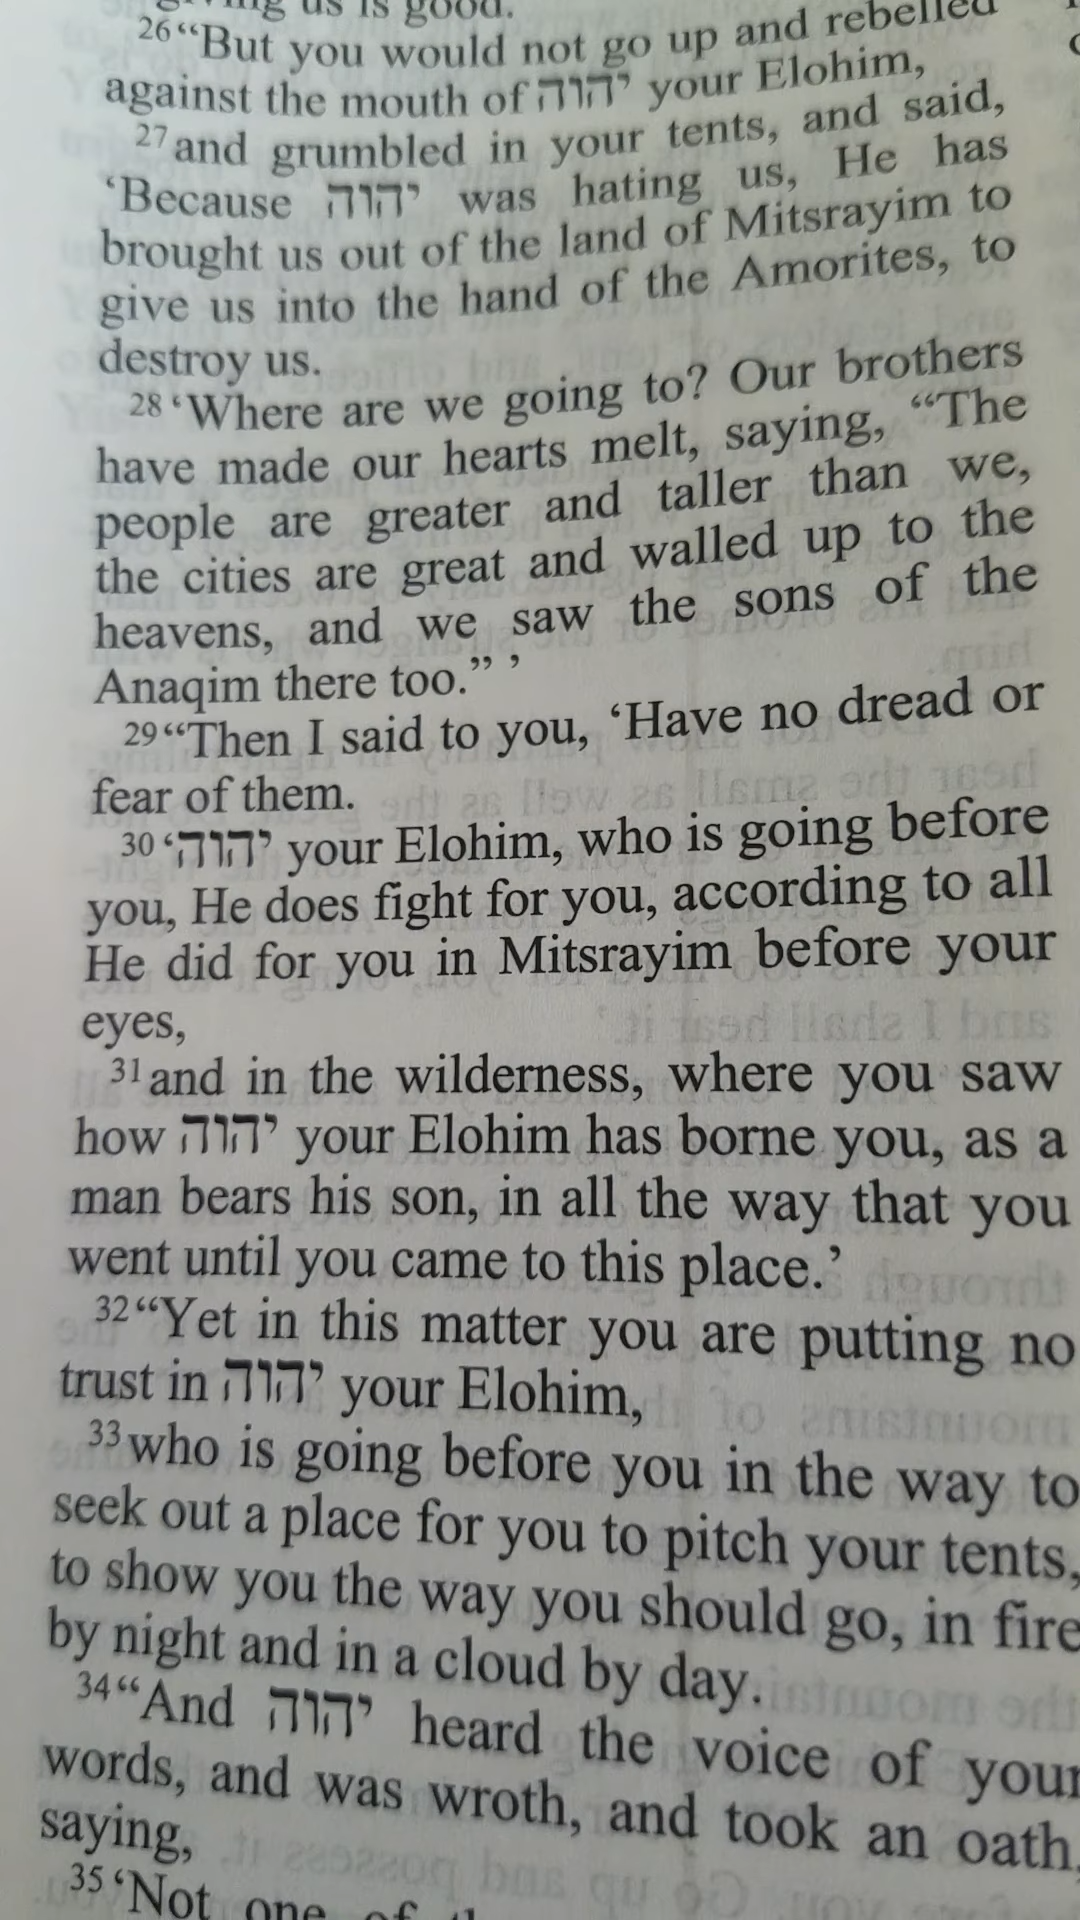 us is good.
26“But you would not go up and rebelled
against the mouth of יהוה your Elohim,
27and grumbled in your tents, and said,
‘Because יהוה was hating us, He has
brought us out of the land of Mitsrayim to
give us into the hand of the Amorites, to
destroy us.
28‘Where are we going to? Our brothers
have made our hearts melt, saying, “The
people are greater and taller than we,
the cities are great and walled up to the
heavens, and we saw the sons of the
Anaqim there too.” ’
29“Then I said to you, ‘Have no dread or
fear of them.
30‘יהוה your Elohim, who is going before
you, He does fight for you, according to all
He did for you in Mitsrayim before your
eyes,
31and in the wilderness, where you saw
how יהוה your Elohim has borne you, as a
man bears his son, in all the way that you
went until you came to this place.’
32“Yet in this matter you are putting no
trust in יהוה your Elohim,
33who is going before you in the way to
seek out a place for you to pitch your tents,
to show you the way you should go, in fire
by night and in a cloud by day.
34“And יהוה heard the voice of your
words, and was wroth, and took an oath,
saying,
35‘Not one of